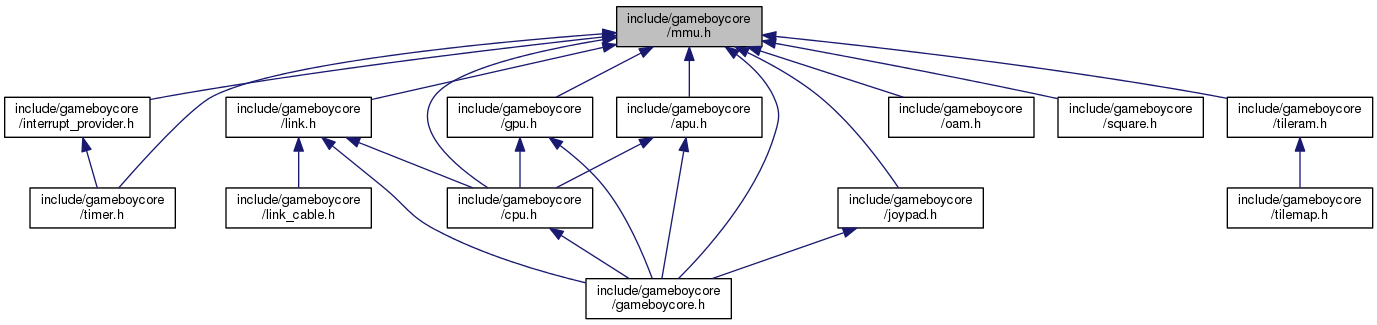 include/gameboycore
/mmu.h
include/gameboycore
/interrupt_provider.h
include/gameboycore
/link.h
include/gameboycore
/gpu.h
include/gameboycore
/apu.h
include/gameboycore
/oam.h
include/gameboycore
/square.h
include/gameboycore
/tileram.h
include/gameboycore
/timer.h
include/gameboycore
/link_cable.h
include/gameboycore
/cpu.h
include/gameboycore
/joypad.h
include/gameboycore
/tilemap.h
include/gameboycore
/gameboycore.h